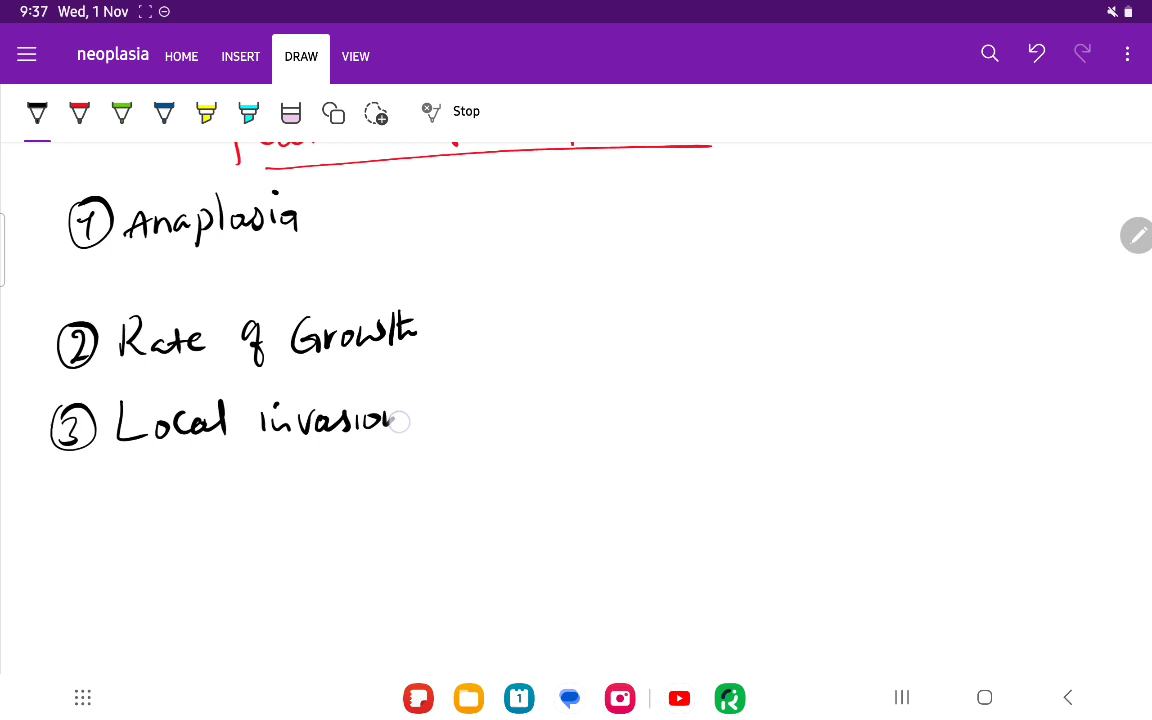 9:37 Wed, 1 Nov
neoplasia HOME INSERT DRAW VIEW
Stop
① Anaplasia
② Rate of Growth
③ Local invasion
1